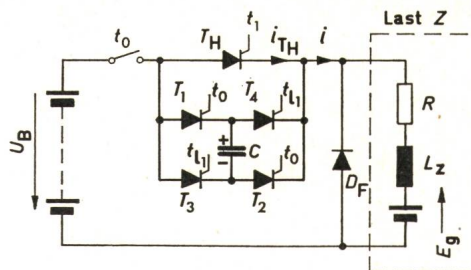 Last Z
t0 TH t1 iTH i
T1 t0 T4 tl1
R
UB
+
− C
Lz
tl1 t0
DF
T3 T2
Eg